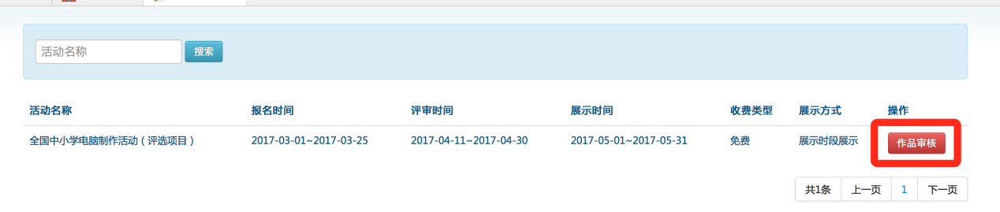 活动名称 搜索
活动名称 报名时间 评审时间 展示时间 收费类型 展示方式 操作
全国中小学电脑制作活动（评选项目） 2017-03-01~2017-03-25 2017-04-11~2017-04-30 2017-05-01~2017-05-31 免费 展示时段展示 作品审核
共1条 上一页 1 下一页